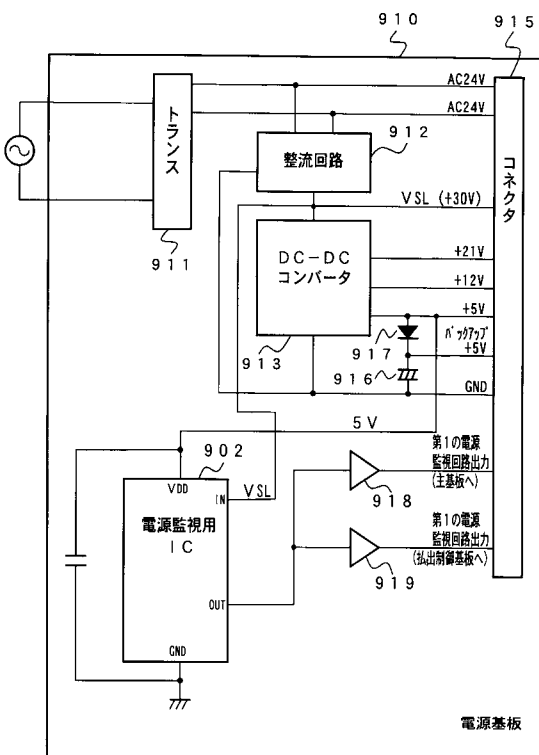 910
915
AC24V
AC24V
トランス
912
整流回路
コネクタ
VSL (+30V)
911
DC-DC
コンバータ
+21V
+12V
+5V
917
バックアップ
+5V
913
916
GND
5V
902
第1の電源
監視回路出力
(主基板へ)
VDD
IN
VSL
918
電源監視用
IC
第1の電源
監視回路出力
(払出制御基板へ)
919
OUT
GND
電源基板